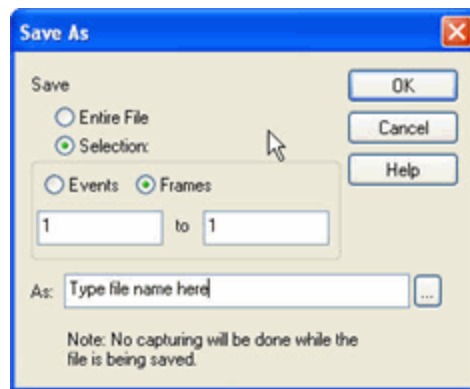 Save As
Save
Entire File
Selection:
Events Frames
1 to 1
As: Type file name here ...
Note: No capturing will be done while the
file is being saved.
OK
Cancel
Help